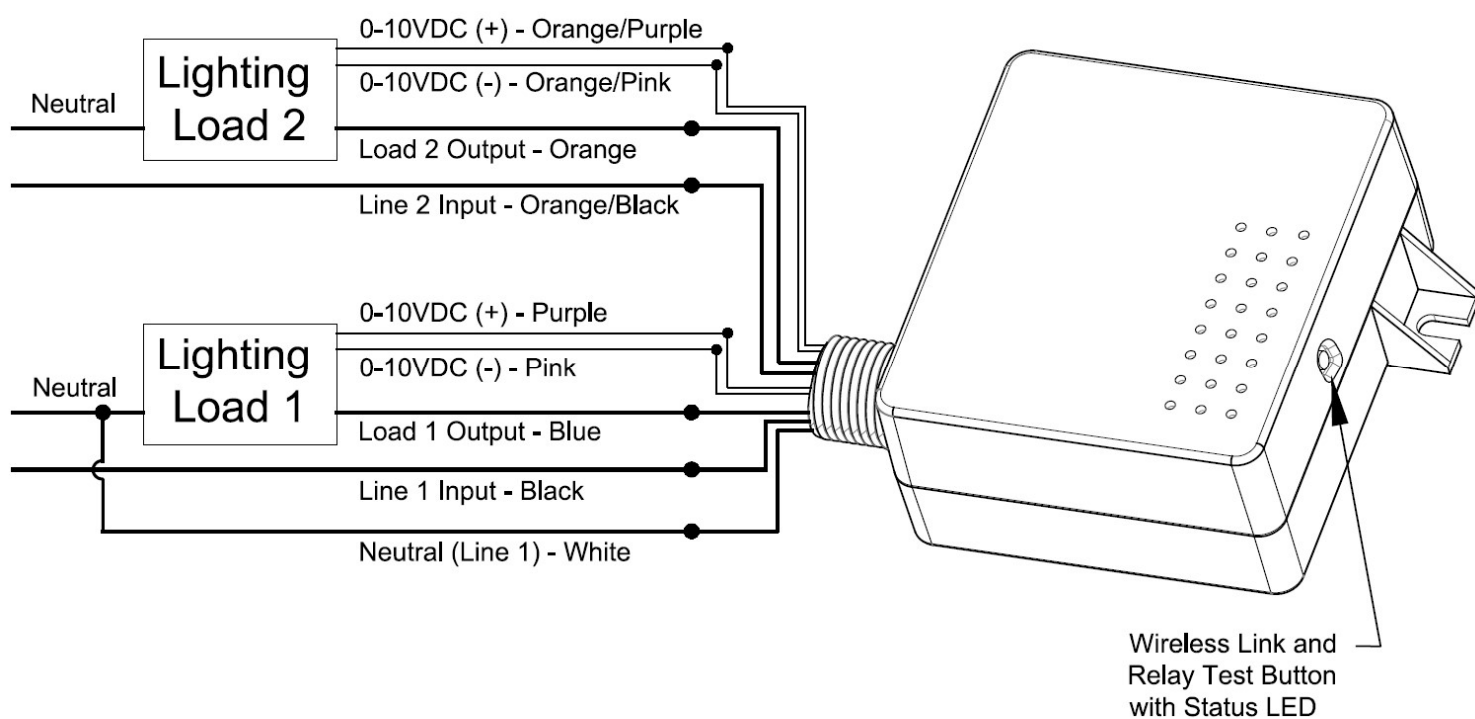 0-10VDC (+) - Orange/Purple
Lighting
Load 2
0-10VDC (-) - Orange/Pink
Neutral
Load 2 Output - Orange
Line 2 Input - Orange/Black
0-10VDC (+) - Purple
Lighting
Load 1
0-10VDC (-) - Pink
Neutral
Load 1 Output - Blue
Line 1 Input - Black
Neutral (Line 1) - White
Wireless Link and
Relay Test Button
with Status LED